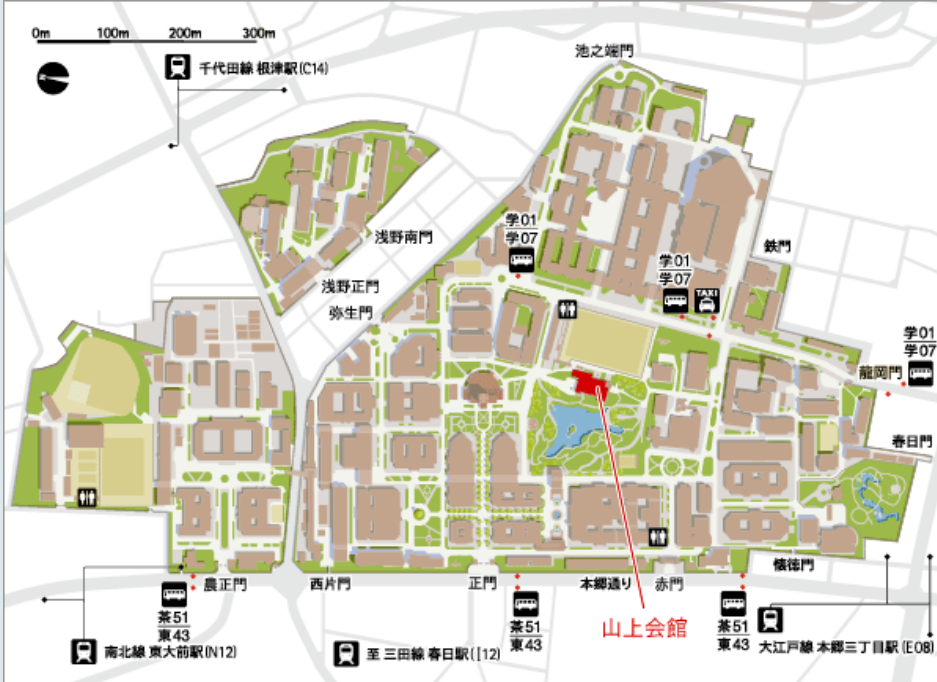 0m 100m 200m 300m
千代田線 根津駅(C14)
池之端門
浅野南門
浅野正門
弥生門
学01
学07
学01
学07
TAXI
鉄門
学01
学07
龍岡門
春日門
懐徳門
農正門
西片門
正門
本郷通り
赤門
茶51
東43
茶51
東43
茶51
東43
山上会館
南北線 東大前駅(N12)
至 三田線 春日駅([12)
大江戸線 本郷三丁目駅(E08)